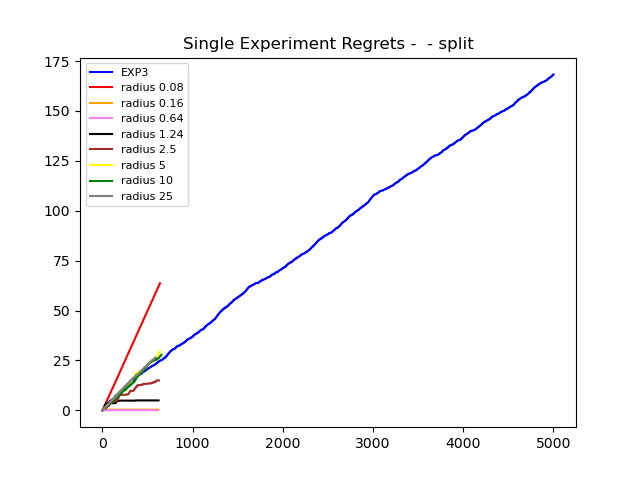 Single Experiment Regrets -  - split
175
150
125
100
75
50
25
0
EXP3
radius 0.08
radius 0.16
radius 0.64
radius 1.24
radius 2.5
radius 5
radius 10
radius 25
0 1000 2000 3000 4000 5000